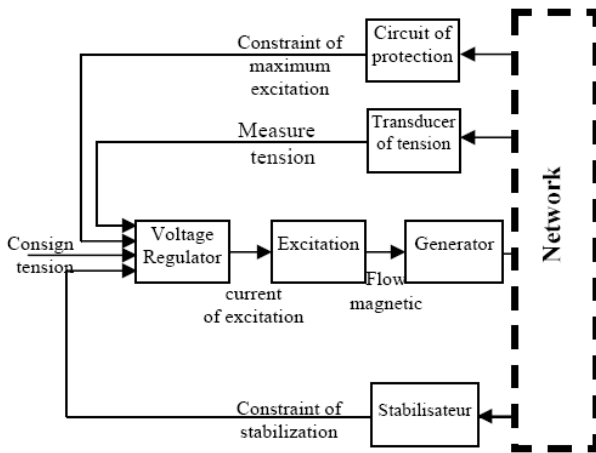 Circuit of
protection
Constraint of
maximum
excitation
Transducer
of tension
Measure
tension
Network
Consign
tension
Voltage
Regulator
Excitation
Generator
current
of excitation
Flow
magnetic
Stabilisateur
Constraint of
stabilization